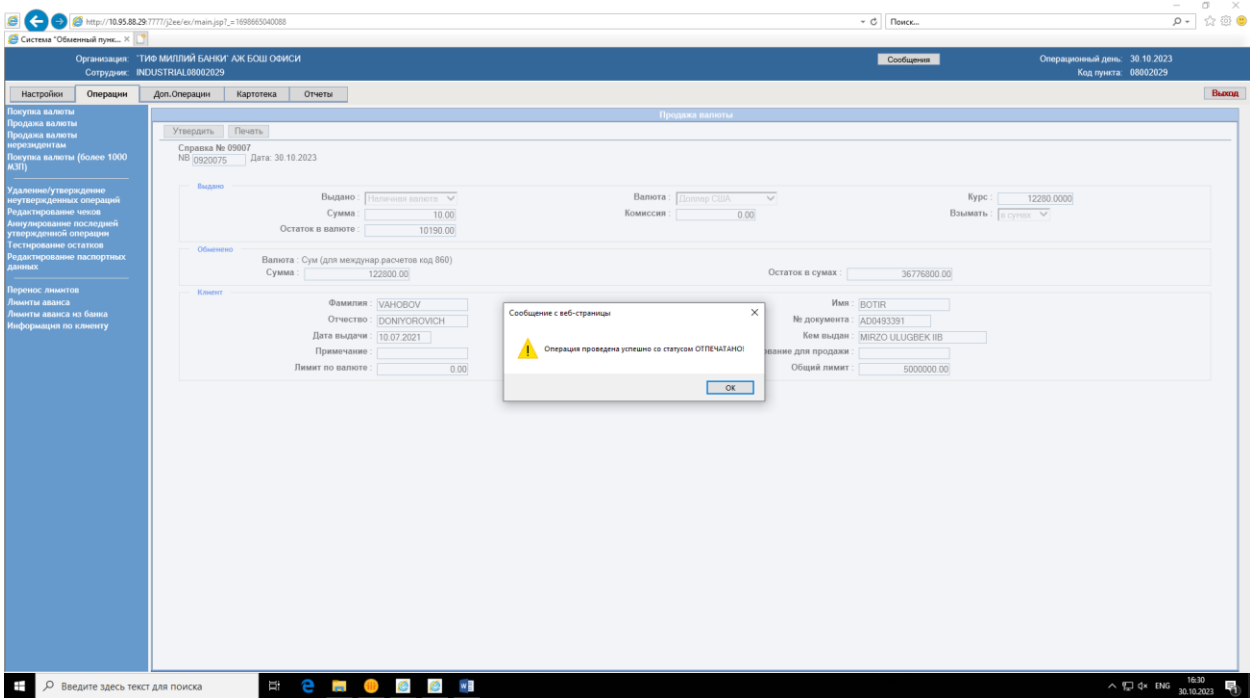 http://10.95.88.29:7777/j2ee/ex/main.jsp?_=1698665040088
Поиск...
Система "Обменный пунк...
Организация: "ТИФ МИЛЛИЙ БАНКИ" АЖ БОШ ОФИСИ
Сообщения
Операционный день: 30.10.2023
Сотрудник: INDUSTRIAL08002029
Код пункта: 08002029
Настройки Операции Доп.Операции Картотека Отчеты
Выход
Покупка валюты
Продажа валюты
Продажа валюты
нерезидентам
Покупка валюты (более 1000
МЗП)
Удаление/утверждение
неутвержденных операций
Редактирование чеков
Аннулирование последней
утвержденной операции
Тестирование остатков
Редактирование паспортных
данных
Перенос лимитов
Лимиты аванса
Лимиты аванса из банка
Информация по клиенту
Продажа валюты
Утвердить Печать
Справка № 09007
NB 0920075 Дата: 30.10.2023
Выдано
Выдано : Наличная валюта Валюта : Доллар США Курс : 12280.0000
Сумма : 10.00 Комиссия : 0.00 Взымать : в сумах
Остаток в валюте : 10190.00
Обменено
Валюта : Сум (для междунар.расчетов код 860)
Сумма : 122800.00 Остаток в сумах : 36776800.00
Клиент
Фамилия : VAHOBOV Имя : BOTIR
Отчество : DONIYOROVICH № документа : AD0493391
Дата выдачи : 10.07.2021 Кем выдан : MIRZO ULUGBEK IIB
Примечание : ование для продажи :
Лимит по валюте : 0.00 Общий лимит : 5000000.00
Сообщение с веб-страницы
Операция проведена успешно со статусом ОТПЕЧАТАНО!
ОК
Введите здесь текст для поиска
ENG
16:30
30.10.2023